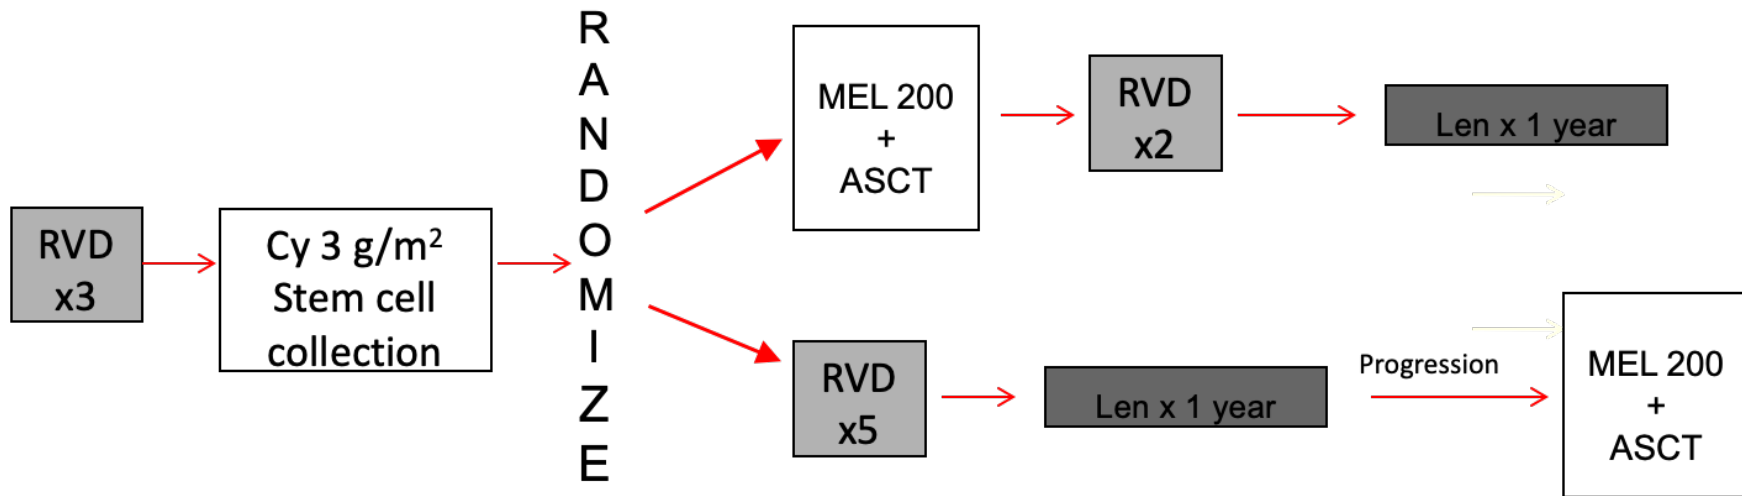 RVD
x3
Cy 3 g/m²
Stem cell
collection
RANDOMIZE
MEL 200
+
ASCT
RVD
x2
Len x 1 year
RVD
x5
Len x 1 year
Progression
MEL 200
+
ASCT